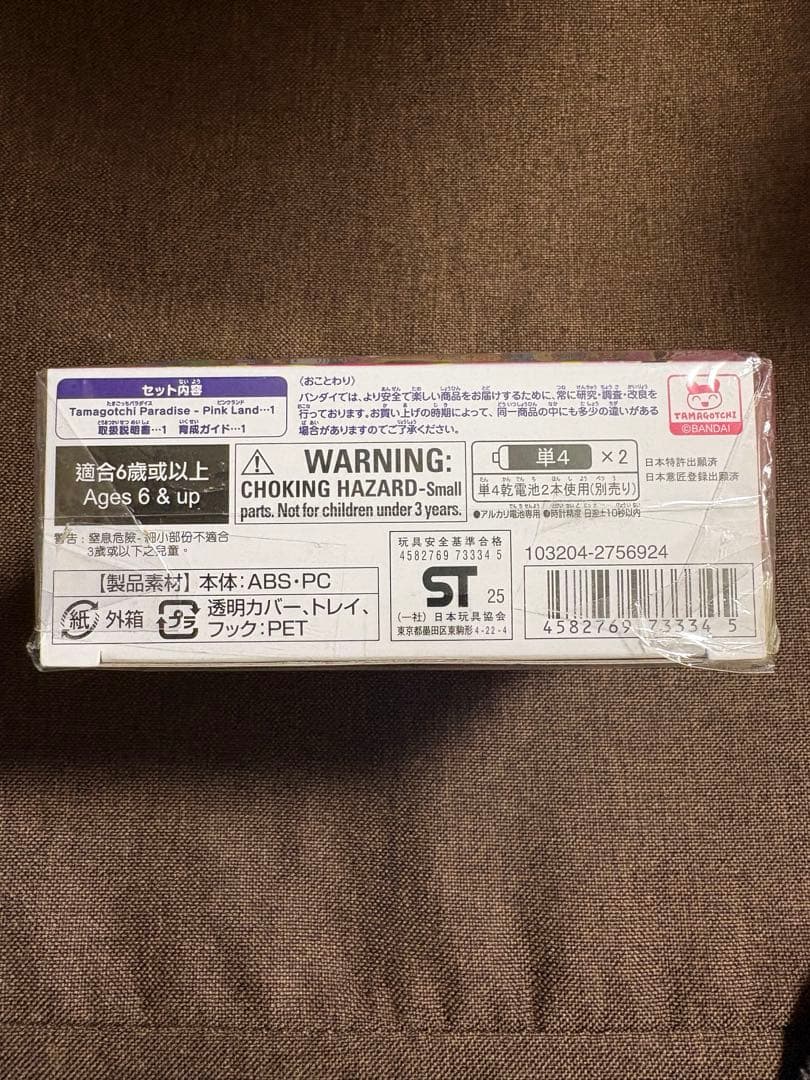 セット内容
Tamagotchi Paradise - Pink Land…1
取扱説明書…1 育成ガイド…1
〈おことわり〉
バンダイでは、より安全で楽しい商品をお届けするために、常に研究・調査・改良を
行っております。お買い上げの時期によって、同一商品の中にも多少の違いがある
場合がありますのでご了承ください。
TAMAGOTCHI
©BANDAI
適合6歲或以上
Ages 6 & up
警告：窒息危險-細小部份不適合
3歲或以下之兒童。
WARNING:
CHOKING HAZARD-Small
parts. Not for children under 3 years.
単4 ×2
単4乾電池2本使用(別売り)
●アルカリ電池専用 ●時計精度 日差±10秒以内
日本特許出願済
日本意匠登録出願済
【製品素材】本体：ABS・PC
紙 外箱 プラ 透明カバー、トレイ、
フック：PET
玩具安全基準合格
4582769 73334 5
ST 25
(一社) 日本玩具協会
東京都墨田区東駒形4-22-4
103204-2756924
4582769 73334 5